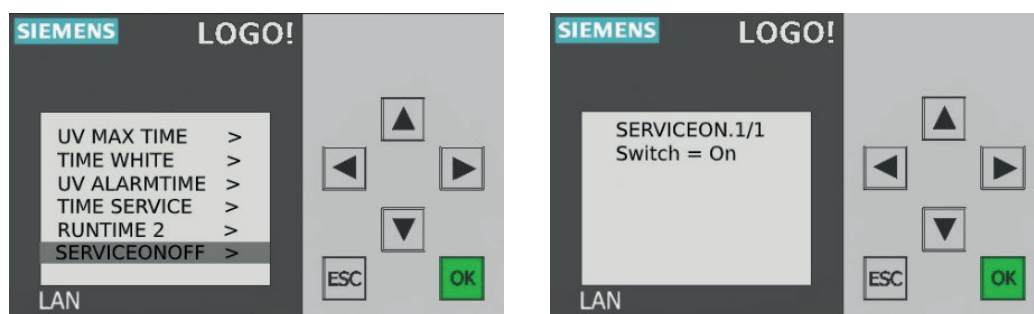 SIEMENS LOGO!
UV MAX TIME >
TIME WHITE >
UV ALARMTIME >
TIME SERVICE >
RUNTIME 2 >
SERVICEONOFF >
ESC OK
LAN
SIEMENS LOGO!
SERVICEON.1/1
Switch = On
ESC OK
LAN